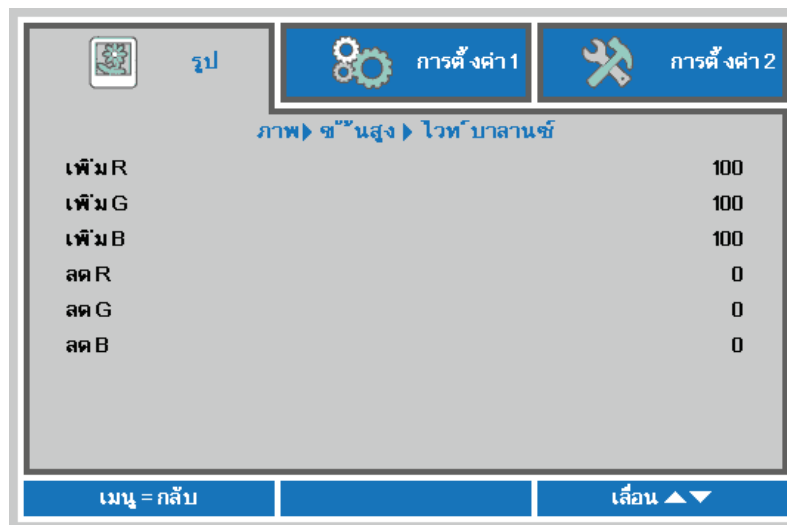 รูป
การตั้งค่า 1
การตั้งค่า 2
ภาพ▶ ขั้นสูง ▶ ไวท์บาลานซ์
เพิ่ม R 100
เพิ่ม G 100
เพิ่ม B 100
ลด R 0
ลด G 0
ลด B 0
เมนู = กลับ
เลื่อน ▲▼